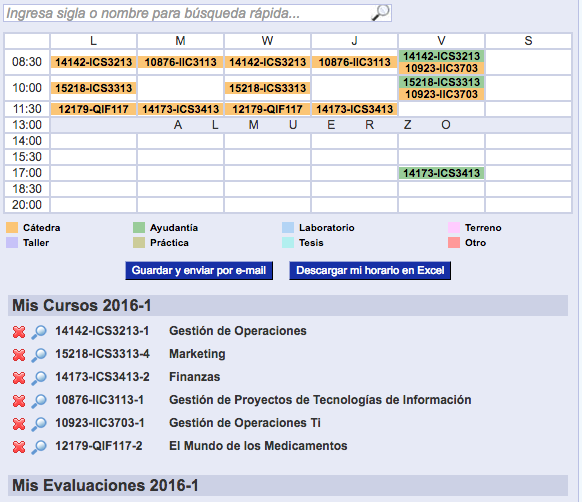 Ingresa sigla o nombre para búsqueda rápida...
L M W J V S
08:30 14142-ICS3213 10876-IIC3113 14142-ICS3213 10876-IIC3113 14142-ICS3213
10923-IIC3703
10:00 15218-ICS3313 15218-ICS3313 15218-ICS3313
10923-IIC3703
11:30 12179-QIF117 14173-ICS3413 12179-QIF117 14173-ICS3413
13:00 A L M U E R Z O
14:00
15:30
17:00 14173-ICS3413
18:30
20:00
Cátedra Ayudantía Laboratorio Terreno
Taller Práctica Tesis Otro
Guardar y enviar por e-mail Descargar mi horario en Excel
Mis Cursos 2016-1
14142-ICS3213-1 Gestión de Operaciones
15218-ICS3313-4 Marketing
14173-ICS3413-2 Finanzas
10876-IIC3113-1 Gestión de Proyectos de Tecnologías de Información
10923-IIC3703-1 Gestión de Operaciones Ti
12179-QIF117-2 El Mundo de los Medicamentos
Mis Evaluaciones 2016-1